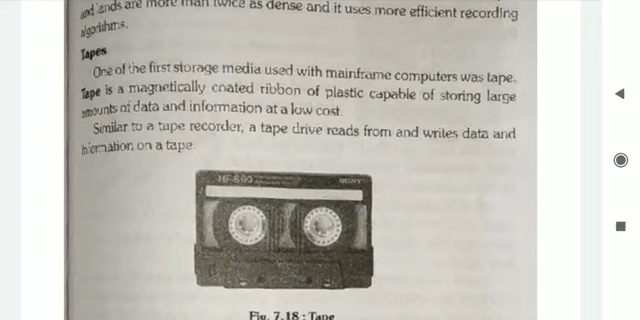 and lands are more than twice as dense and it uses more efficient recording
algorithms.
Tapes
One of the first storage media used with mainframe computers was tape.
Tape is a magnetically coated ribbon of plastic capable of storing large
amounts of data and information at a low cost.
Similar to a tape recorder, a tape drive reads from and writes data and
information on a tape.
HF-S 90
SONY
Fig. 7.18 : Tape